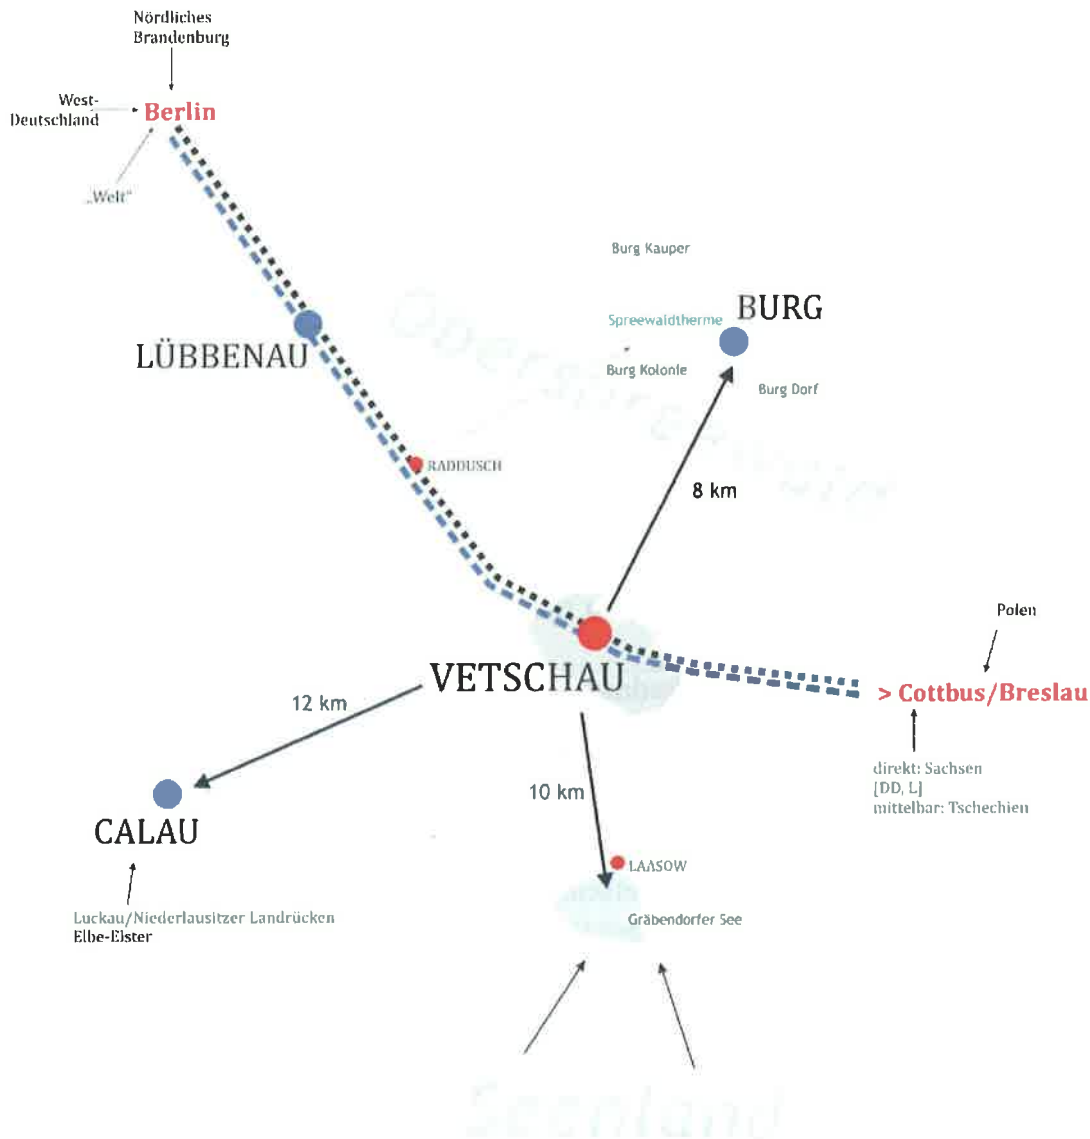 Nördliches
Brandenburg
West-
Deutschland
Berlin
„Welt“
Burg Kauper
BURG
Spreewaldtherme
LÜBBENAU
Oberspreewald
Burg Kolonie
Burg Dorf
RADDUSCH
8 km
Polen
VETSCHAU
> Cottbus/Breslau
12 km
direkt: Sachsen
[DD, L]
mittelbar: Tschechien
10 km
CALAU
LAASOW
Luckau/Niederlausitzer Landrücken
Elbe-Elster
Gräbendorfer See
Seenland